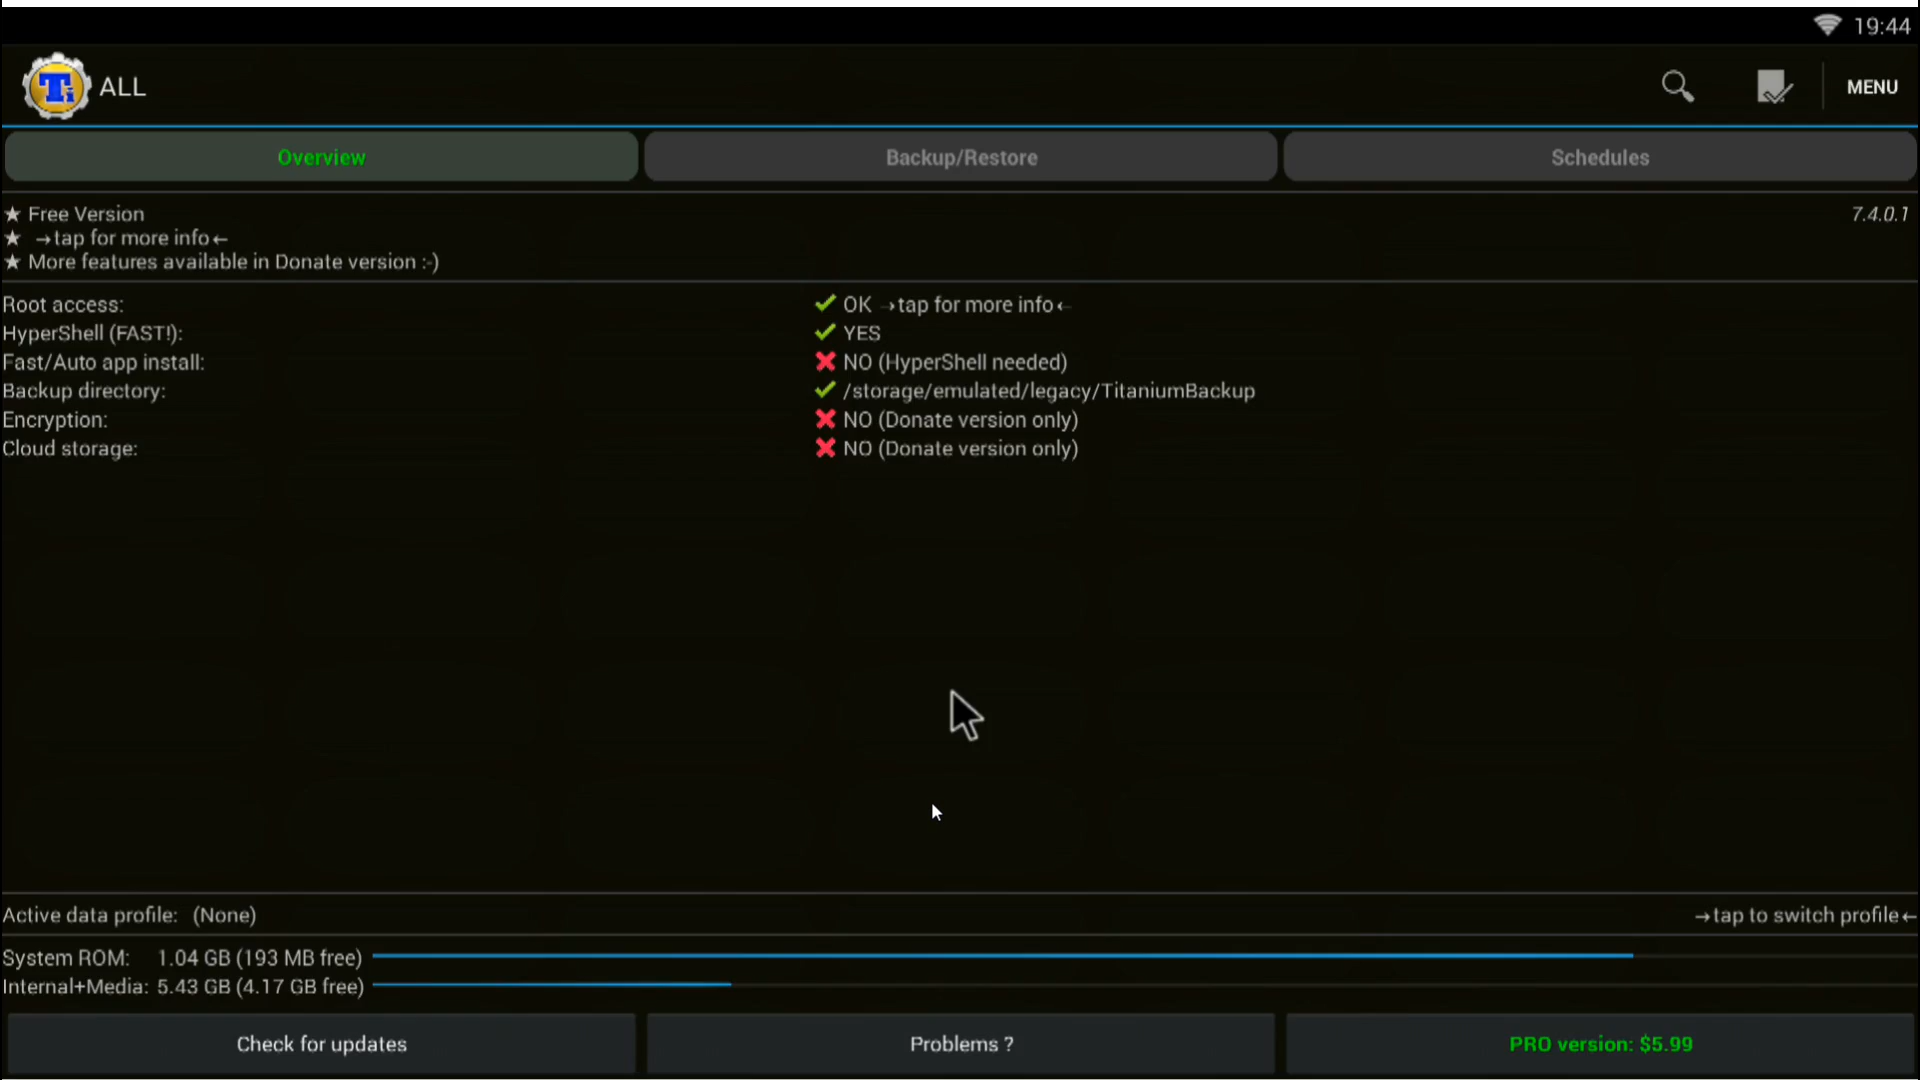 19:44
Ti ALL MENU
Overview Backup/Restore Schedules
★ Free Version 7.4.0.1
★ →tap for more info←
★ More features available in Donate version :-)
Root access: OK →tap for more info←
HyperShell (FAST!): YES
Fast/Auto app install: NO (HyperShell needed)
Backup directory: /storage/emulated/legacy/TitaniumBackup
Encryption: NO (Donate version only)
Cloud storage: NO (Donate version only)
Active data profile: (None) →tap to switch profile←
System ROM: 1.04 GB (193 MB free)
Internal+Media: 5.43 GB (4.17 GB free)
Check for updates Problems ? PRO version: $5.99